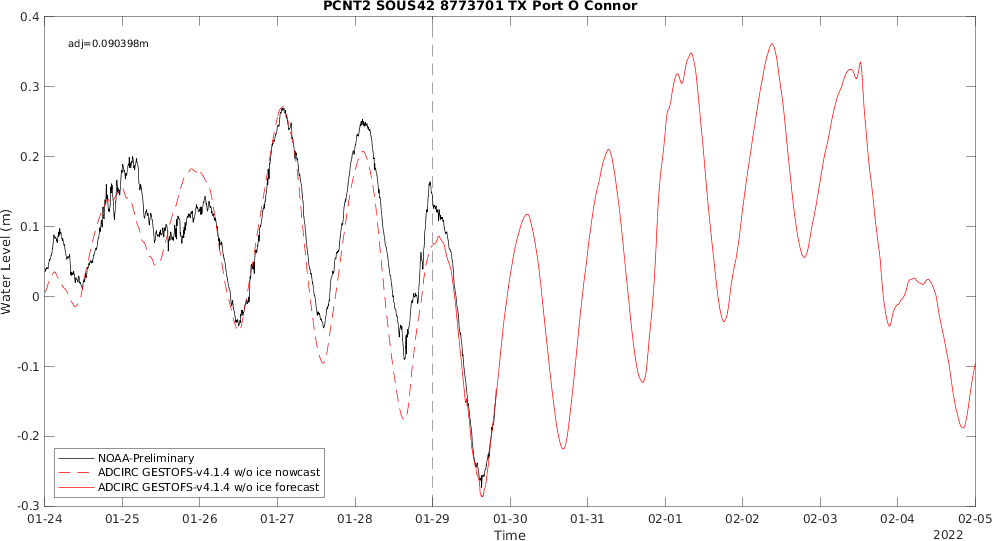 PCNT2 SOUS42 8773701 TX Port O Connor
adj=0.090398m
0.4
0.3
0.2
0.1
0
-0.1
-0.2
-0.3
Water Level (m)
NOAA-Preliminary
ADCIRC GESTOFS-v4.1.4 w/o ice nowcast
ADCIRC GESTOFS-v4.1.4 w/o ice forecast
01-24 01-25 01-26 01-27 01-28 01-29 01-30 01-31 02-01 02-02 02-03 02-04 02-05
Time
2022